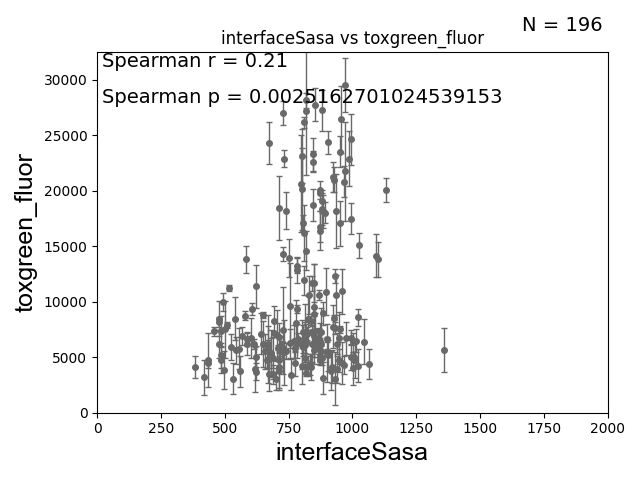 N = 196
interfaceSasa vs toxgreen_fluor
Spearman r = 0.21
Spearman p = 0.0025162701024539153
30000
25000
20000
15000
10000
5000
0
toxgreen_fluor
0 250 500 750 1000 1250 1500 1750 2000
interfaceSasa